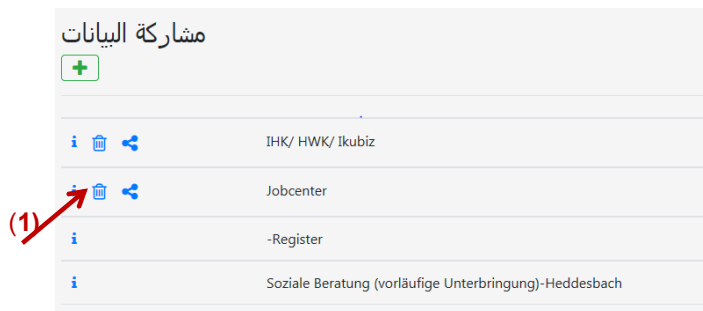 مشاركة البيانات
IHK/ HWK/ Ikubiz
Jobcenter
(1)
-Register
Soziale Beratung (vorläufige Unterbringung)-Heddesbach